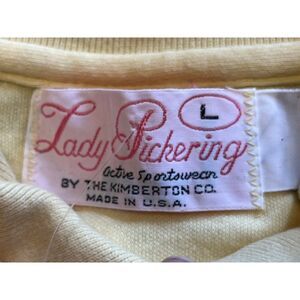 L
Lady Pickering
Active Sportswear
BY THE KIMBERTON CO.
MADE IN U.S.A.